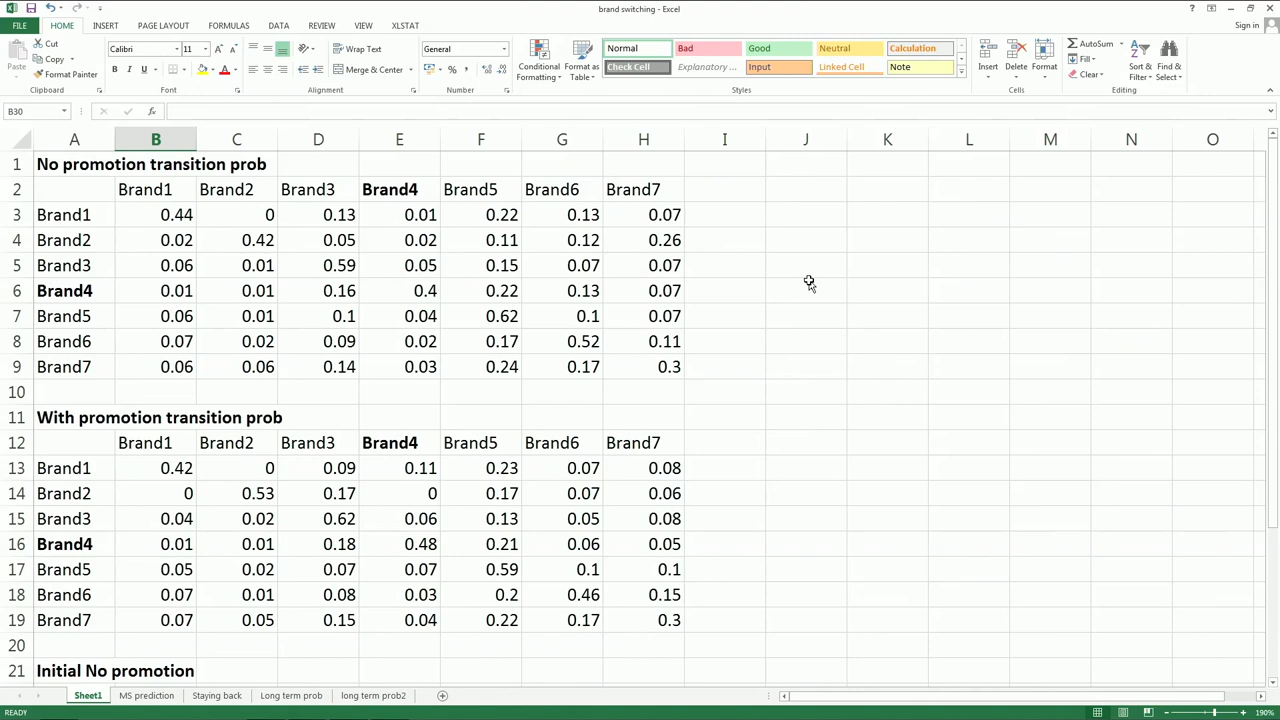 brand switching - Excel
Sign in
FILE HOME INSERT PAGE LAYOUT FORMULAS DATA REVIEW VIEW XLSTAT
Cut
Copy
Format Painter
Paste
Clipboard
Calibri 11
B I U
Font
Wrap Text
Merge & Center
Alignment
General
Number
Conditional Formatting
Format as Table
Normal Bad Good Neutral Calculation
Check Cell Explanatory ... Input Linked Cell Note
Styles
Insert Delete Format
Cells
AutoSum
Fill
Clear
Sort & Filter
Find & Select
Editing
B30
A B C D E F G H I J K L M N O
1 No promotion transition prob
2 Brand1 Brand2 Brand3 Brand4 Brand5 Brand6 Brand7
3 Brand1 0.44 0 0.13 0.01 0.22 0.13 0.07
4 Brand2 0.02 0.42 0.05 0.02 0.11 0.12 0.26
5 Brand3 0.06 0.01 0.59 0.05 0.15 0.07 0.07
6 Brand4 0.01 0.01 0.16 0.4 0.22 0.13 0.07
7 Brand5 0.06 0.01 0.1 0.04 0.62 0.1 0.07
8 Brand6 0.07 0.02 0.09 0.02 0.17 0.52 0.11
9 Brand7 0.06 0.06 0.14 0.03 0.24 0.17 0.3
10
11 With promotion transition prob
12 Brand1 Brand2 Brand3 Brand4 Brand5 Brand6 Brand7
13 Brand1 0.42 0 0.09 0.11 0.23 0.07 0.08
14 Brand2 0 0.53 0.17 0 0.17 0.07 0.06
15 Brand3 0.04 0.02 0.62 0.06 0.13 0.05 0.08
16 Brand4 0.01 0.01 0.18 0.48 0.21 0.06 0.05
17 Brand5 0.05 0.02 0.07 0.07 0.59 0.1 0.1
18 Brand6 0.07 0.01 0.08 0.03 0.2 0.46 0.15
19 Brand7 0.07 0.05 0.15 0.04 0.22 0.17 0.3
20
21 Initial No promotion
Sheet1 MS prediction Staying back Long term prob long term prob2
READY
190%